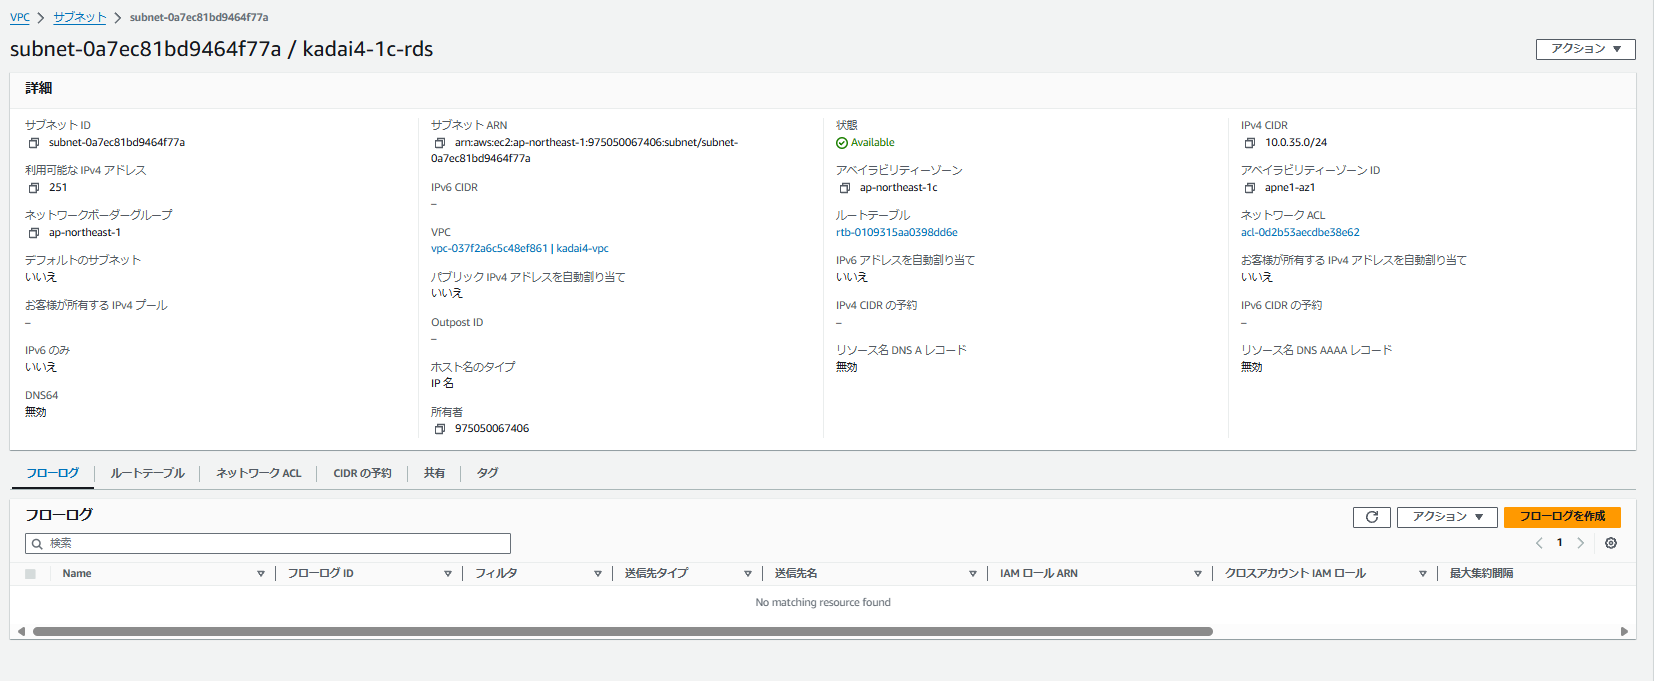 VPC > サブネット > subnet-0a7ec81bd9464f77a
subnet-0a7ec81bd9464f77a / kadai4-1c-rds
アクション
詳細
サブネット ID
subnet-0a7ec81bd9464f77a
利用可能な IPv4 アドレス
251
ネットワークボーダーグループ
ap-northeast-1
デフォルトのサブネット
いいえ
お客様が所有する IPv4 プール
–
IPv6 のみ
いいえ
DNS64
無効
サブネット ARN
arn:aws:ec2:ap-northeast-1:975050067406:subnet/subnet-
0a7ec81bd9464f77a
IPv6 CIDR
–
VPC
vpc-037f2a6c5c48ef861 | kadai4-vpc
パブリック IPv4 アドレスを自動割り当て
いいえ
Outpost ID
–
ホスト名のタイプ
IP 名
所有者
975050067406
状態
Available
アベイラビリティーゾーン
ap-northeast-1c
ルートテーブル
rtb-0109315aa0398dd6e
IPv6 アドレスを自動割り当て
いいえ
IPv4 CIDR の予約
–
リソース名 DNS A レコード
無効
IPv4 CIDR
10.0.35.0/24
アベイラビリティーゾーン ID
apne1-az1
ネットワーク ACL
acl-0d2b53aecdbe38e62
お客様が所有する IPv4 アドレスを自動割り当て
いいえ
IPv6 CIDR の予約
–
リソース名 DNS AAAA レコード
無効
フローログ ルートテーブル ネットワーク ACL CIDR の予約 共有 タグ
フローログ
アクション フローログを作成
検索
1
Name フローログ ID フィルタ 送信先タイプ 送信先名 IAM ロール ARN クロスアカウント IAM ロール 最大集約間隔
No matching resource found